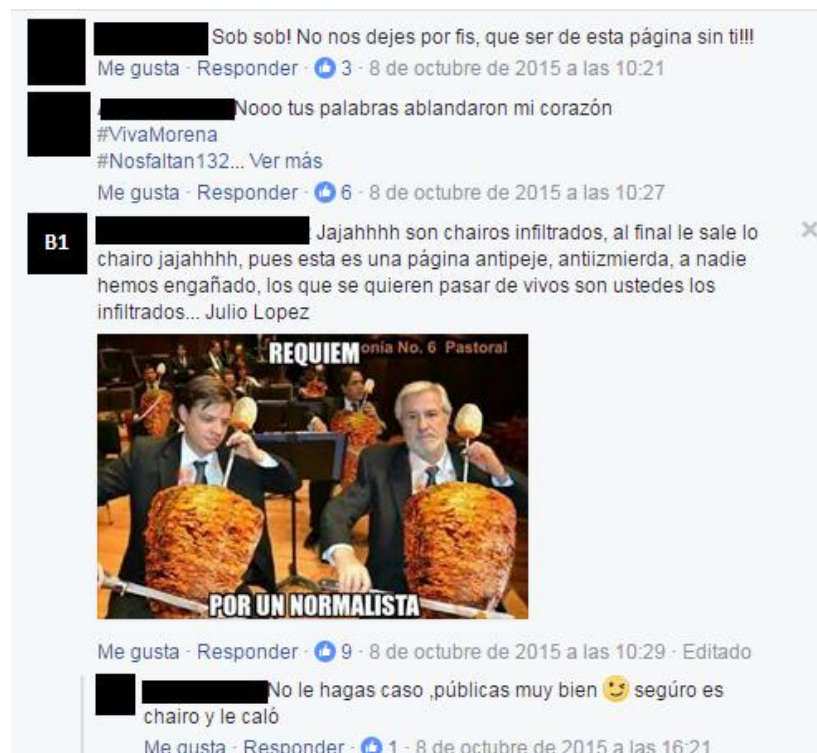 Sob sob! No nos dejes por fis, que ser de esta página sin ti!!!
Me gusta · Responder · 3 · 8 de octubre de 2015 a las 10:21
Nooo tus palabras ablandaron mi corazón
#VivaMorena
#Nosfaltan132... Ver más
Me gusta · Responder · 6 · 8 de octubre de 2015 a las 10:27
B1
Jajahhhh son chairos infiltrados, al final le sale lo
chairo jajahhhh, pues esta es una página antipeje, antiizmierda, a nadie
hemos engañado, los que se quieren pasar de vivos son ustedes los
infiltrados... Julio Lopez
REQUIEM onía No. 6 Pastoral
POR UN NORMALISTA
Me gusta · Responder · 9 · 8 de octubre de 2015 a las 10:29 · Editado
No le hagas caso ,públicas muy bien 😉 segúro es
chairo y le caló
Me gusta · Responder · 1 · 8 de octubre de 2015 a las 16:21